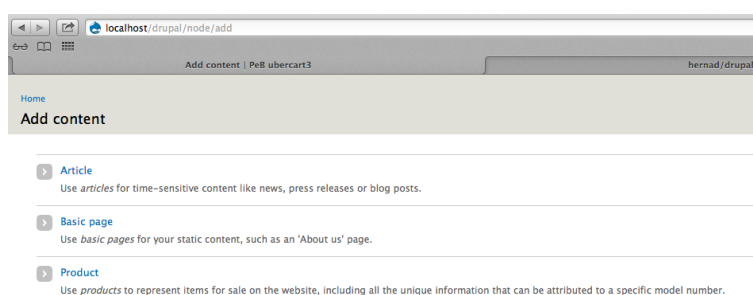 localhost/drupal/node/add
Add content | PeB ubercart3
hernad/drupal
Home
Add content
Article
Use articles for time-sensitive content like news, press releases or blog posts.
Basic page
Use basic pages for your static content, such as an 'About us' page.
Product
Use products to represent items for sale on the website, including all the unique information that can be attributed to a specific model number.